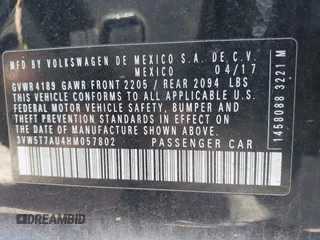 MFD BY VOLKSWAGEN DE MEXICO S.A. DE C.V.
MEXICO 04/17
GVWR4189 GAWR FRONT 2205 / REAR 2094 LBS
THIS VEHICLE CONFORMS TO ALL APPLICABLE U.S.
FEDERAL MOTOR VEHICLE SAFETY, BUMPER, AND
THEFT PREVENTION STANDARDS IN EFFECT ON THE
DATE OF MANUFACTURE SHOWN ABOVE.
3VW5T7AU4HM057802 PASSENGER CAR
1458088 3221 M
DREAMBID